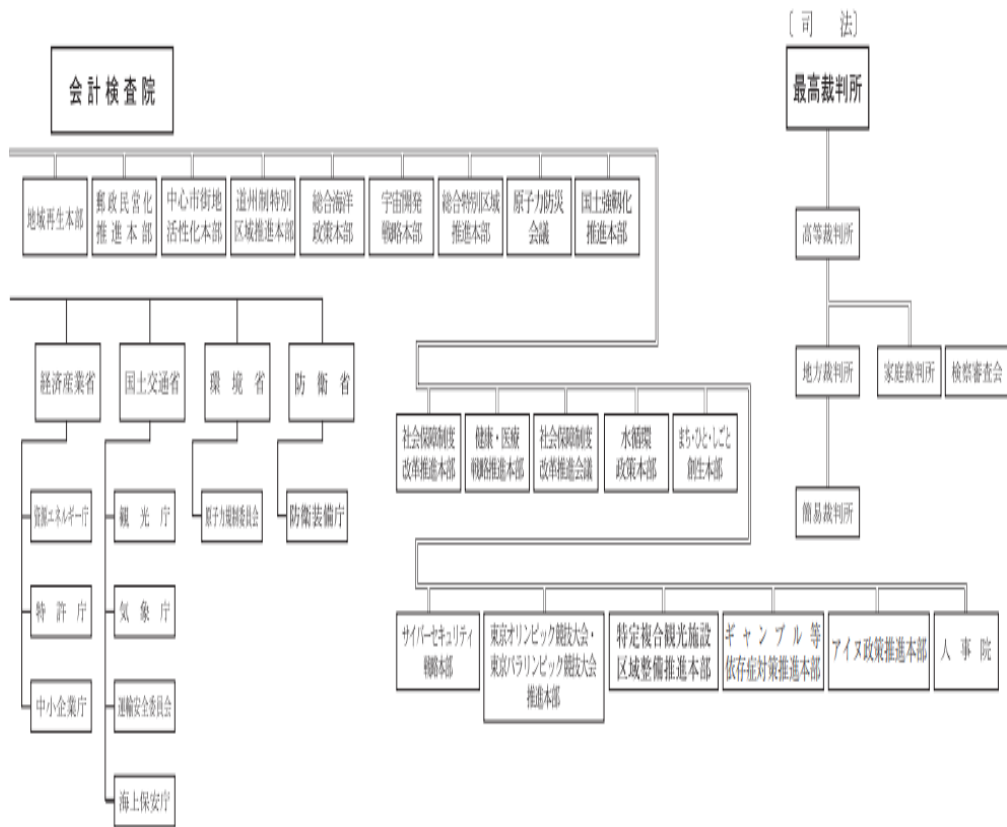 〔司 法〕
会計検査院
最高裁判所
地域再生本部
郵政民営化
推進本部
中心市街地
活性化本部
道州制特別
区域推進本部
総合海洋
政策本部
宇宙開発
戦略本部
総合特別区域
推進本部
原子力防災
会議
国土強靱化
推進本部
高等裁判所
経済産業省
国土交通省
環境省
防衛省
地方裁判所
家庭裁判所
検察審査会
社会保障制度
改革推進本部
健康・医療
戦略推進本部
社会保障制度
改革推進会議
水循環
政策本部
まち・ひと・しごと
創生本部
資源エネルギー庁
観光庁
原子力規制委員会
防衛装備庁
簡易裁判所
特許庁
気象庁
サイバーセキュリティ
戦略本部
東京オリンピック競技大会・
東京パラリンピック競技大会
推進本部
特定複合観光施設
区域整備推進本部
ギャンブル等
依存症対策推進本部
アイヌ政策推進本部
人事院
中小企業庁
運輸安全委員会
海上保安庁